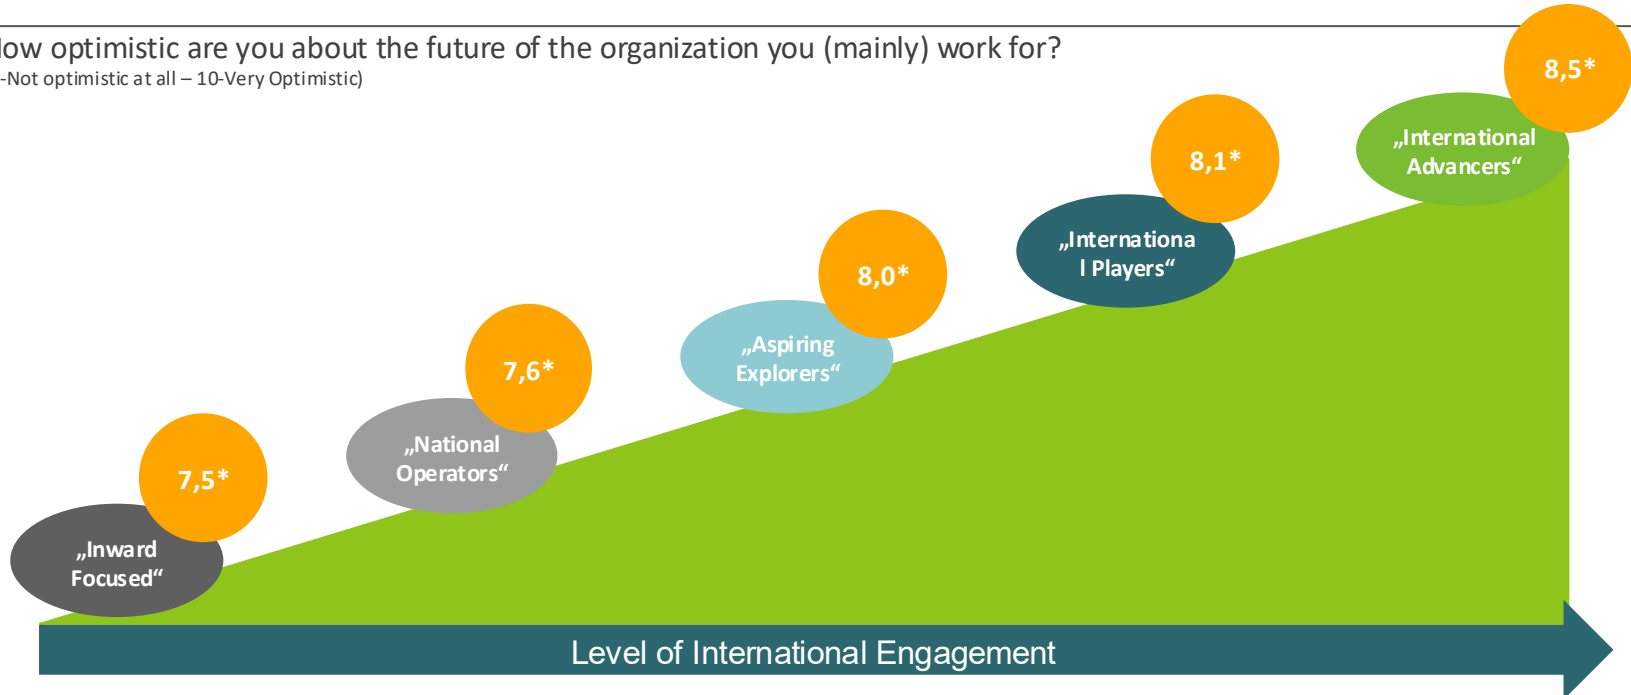 How optimistic are you about the future of the organization you (mainly) work for?
-Not optimistic at all – 10-Very Optimistic)
8,5*
„International
Advancers“
8,1*
„Internationa
l Players“
8,0*
„Aspiring
Explorers“
7,6*
„National
Operators“
7,5*
„Inward
Focused“
Level of International Engagement